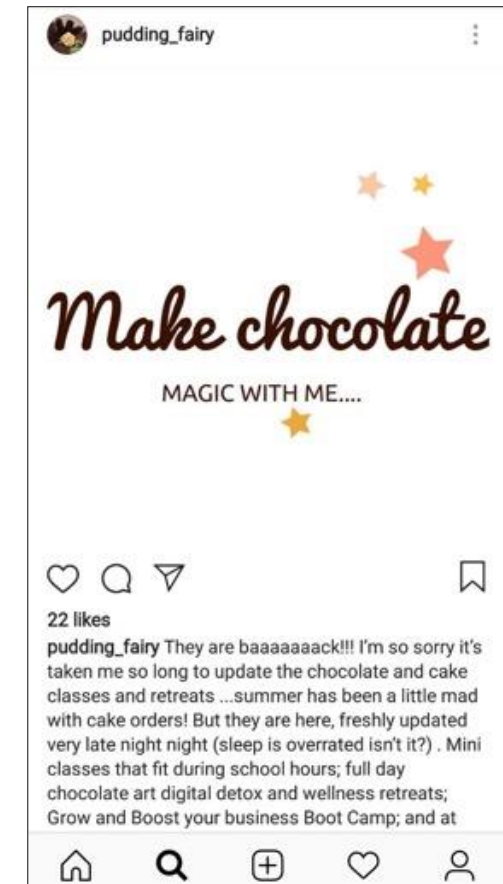 pudding_fairy
Make chocolate
MAGIC WITH ME....
22 likes
pudding_fairy They are baaaaaaack!!! I'm so sorry it's
taken me so long to update the chocolate and cake
classes and retreats ...summer has been a little mad
with cake orders! But they are here, freshly updated
very late night night (sleep is overrated isn't it?) . Mini
classes that fit during school hours; full day
chocolate art digital detox and wellness retreats;
Grow and Boost your business Boot Camp; and at